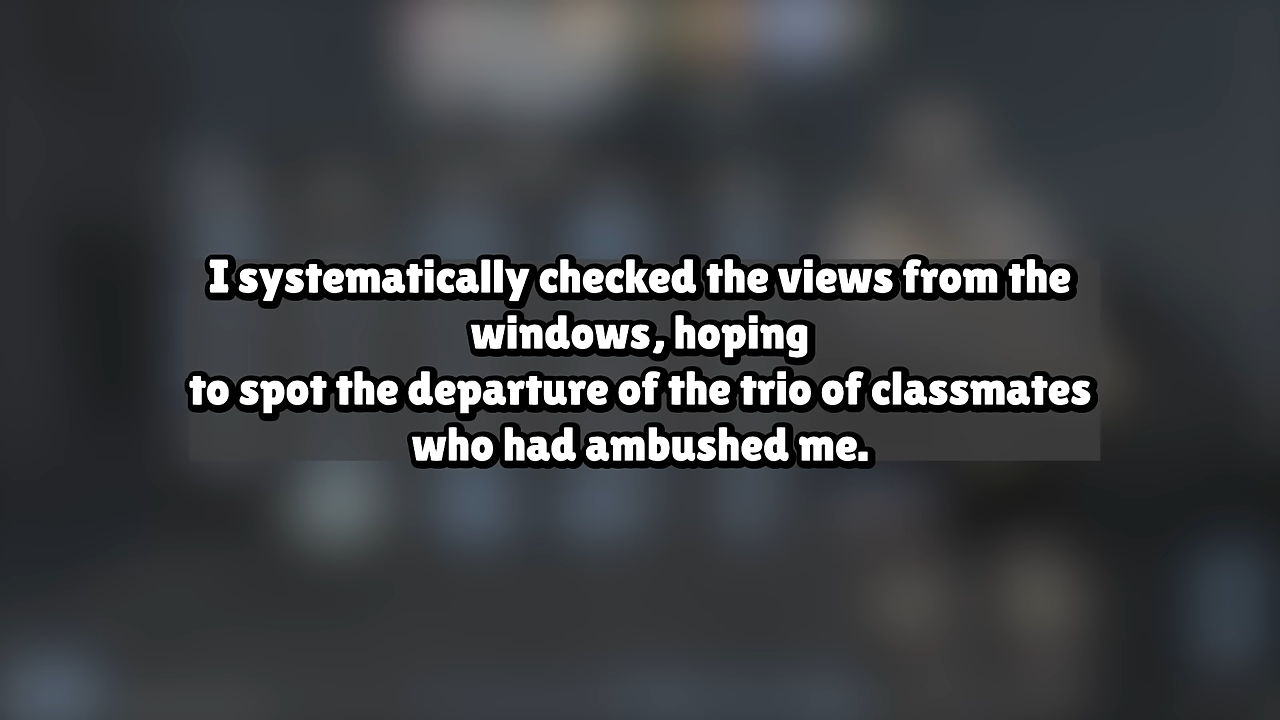 I systematically checked the views from the
windows, hoping
to spot the departure of the trio of classmates
who had ambushed me.